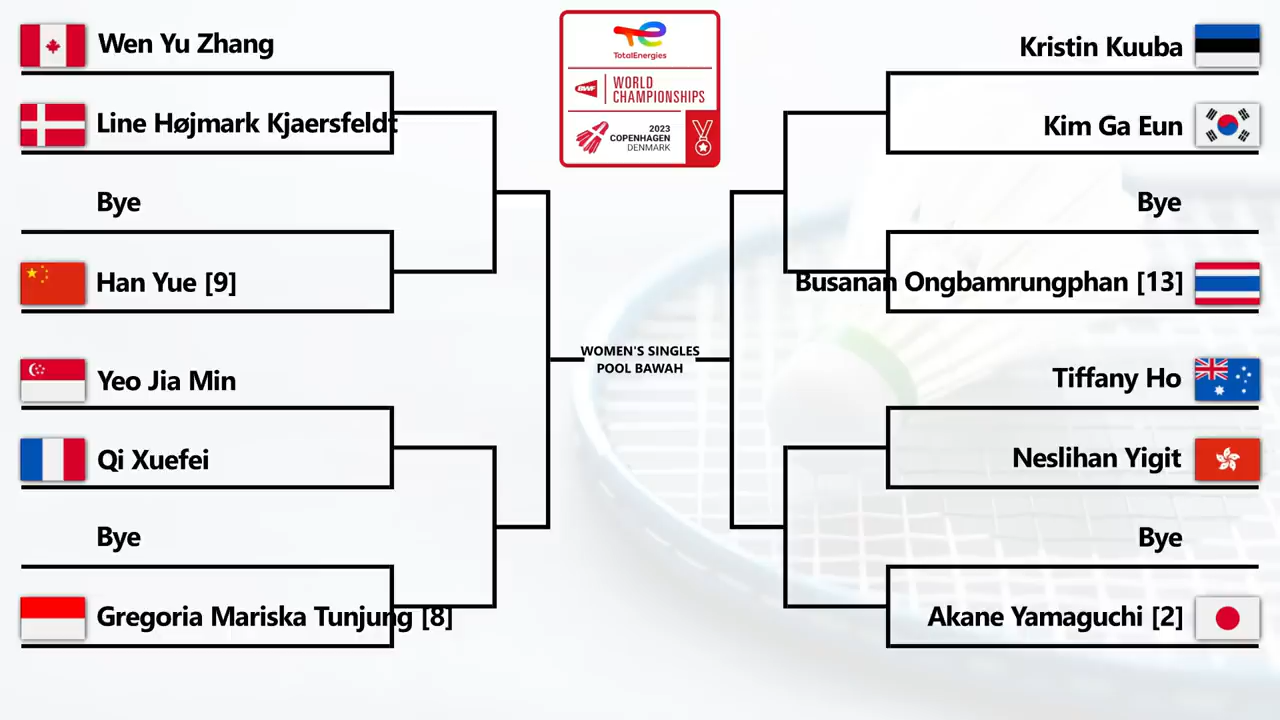 Wen Yu Zhang
Line Højmark Kjaersfeldt
Bye
Han Yue [9]
Yeo Jia Min
Qi Xuefei
Bye
Gregoria Mariska Tunjung [8]
TotalEnergies
BWF WORLD
CHAMPIONSHIPS
2023
COPENHAGEN
DENMARK
WOMEN'S SINGLES
POOL BAWAH
Kristin Kuuba
Kim Ga Eun
Bye
Busanan Ongbamrungphan [13]
Tiffany Ho
Neslihan Yigit
Bye
Akane Yamaguchi [2]